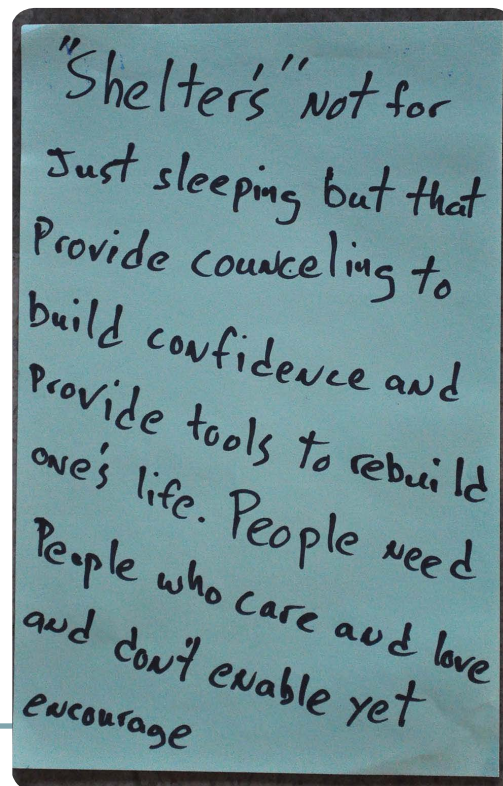 "Shelter's" Not for
Just sleeping but that
Provide counceling to
build confidence and
Provide tools to rebuild
one's life. People need
People who care and love
and don't enable yet
encourage